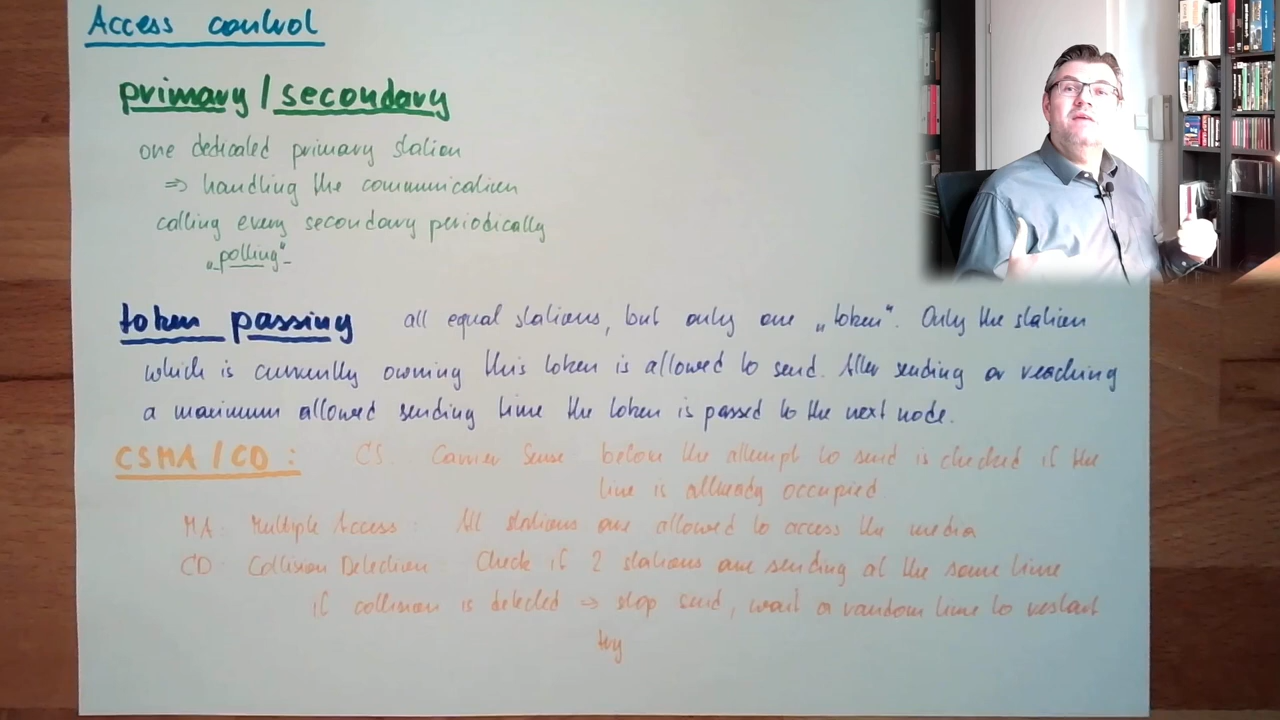 Access control
primary / secondary
one dedicated primary station
⇒ handling the communication
calling every secondary periodically
„polling"
token passing all equal stations, but only one „token". Only the station
which is currently owning this token is allowed to send. After sending or reaching
a maximum allowed sending time the token is passed to the next node.
CSMA / CD : CS: Carrier Sense before the attempt to send is checked if the
line is allready occupied.
MA: Multiple Access: All stations are allowed to access the media
CD: Collision Detection: Check if 2 stations are sending at the same time
if collision is detected ⇒ stop send, wait a random time to restart
try